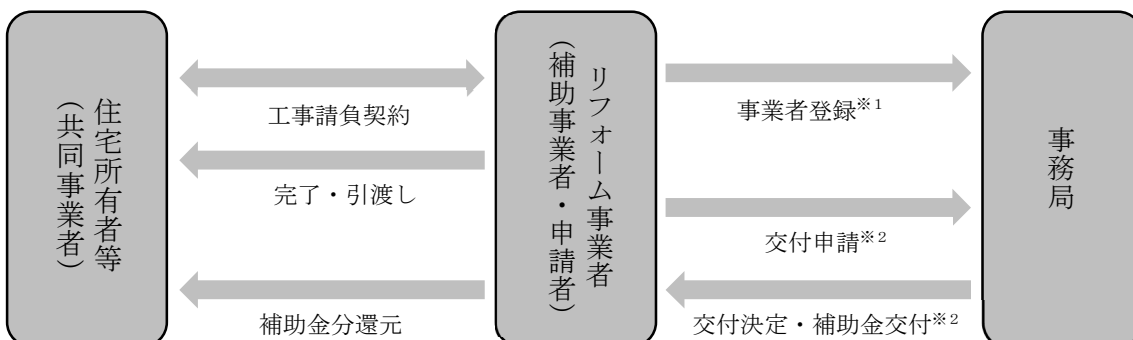 住宅所有者等
（共同事業者）
工事請負契約
完了・引渡し
補助金分還元
リフォーム事業者
（補助事業者・申請者）
事業者登録※1
交付申請※2
交付決定・補助金交付※2
事務局